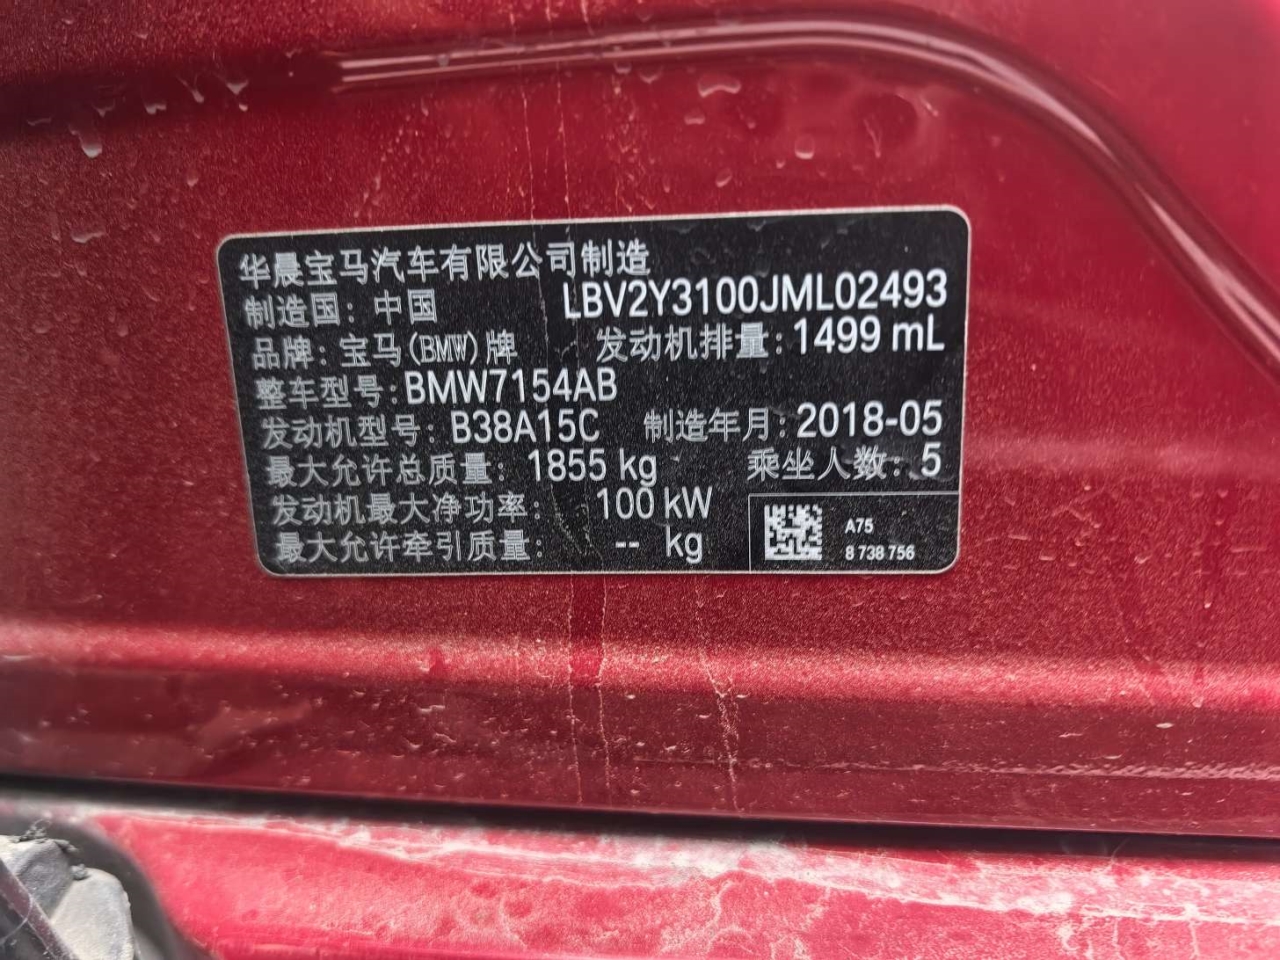 华晨宝马汽车有限公司制造
制造国：中国 LBV2Y3100JML02493
品牌：宝马(BMW)牌 发动机排量：1499 mL
整车型号：BMW7154AB
发动机型号：B38A15C 制造年月：2018-05
最大允许总质量：1855 kg 乘坐人数：5
发动机最大净功率：100 kW
最大允许牵引质量：-- kg
A75
8 738 756